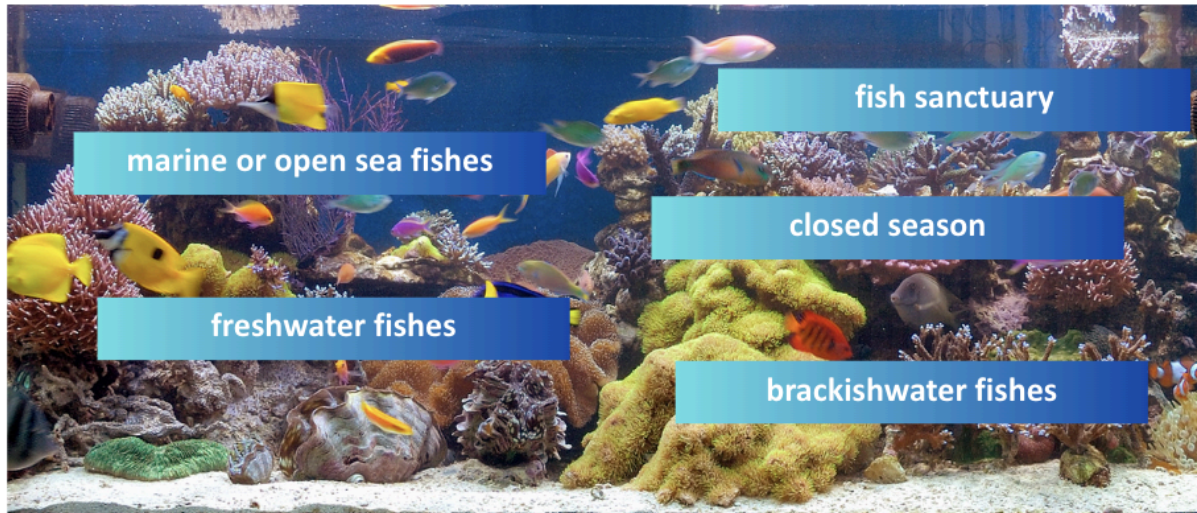 fish sanctuary
marine or open sea fishes
closed season
freshwater fishes
brackishwater fishes